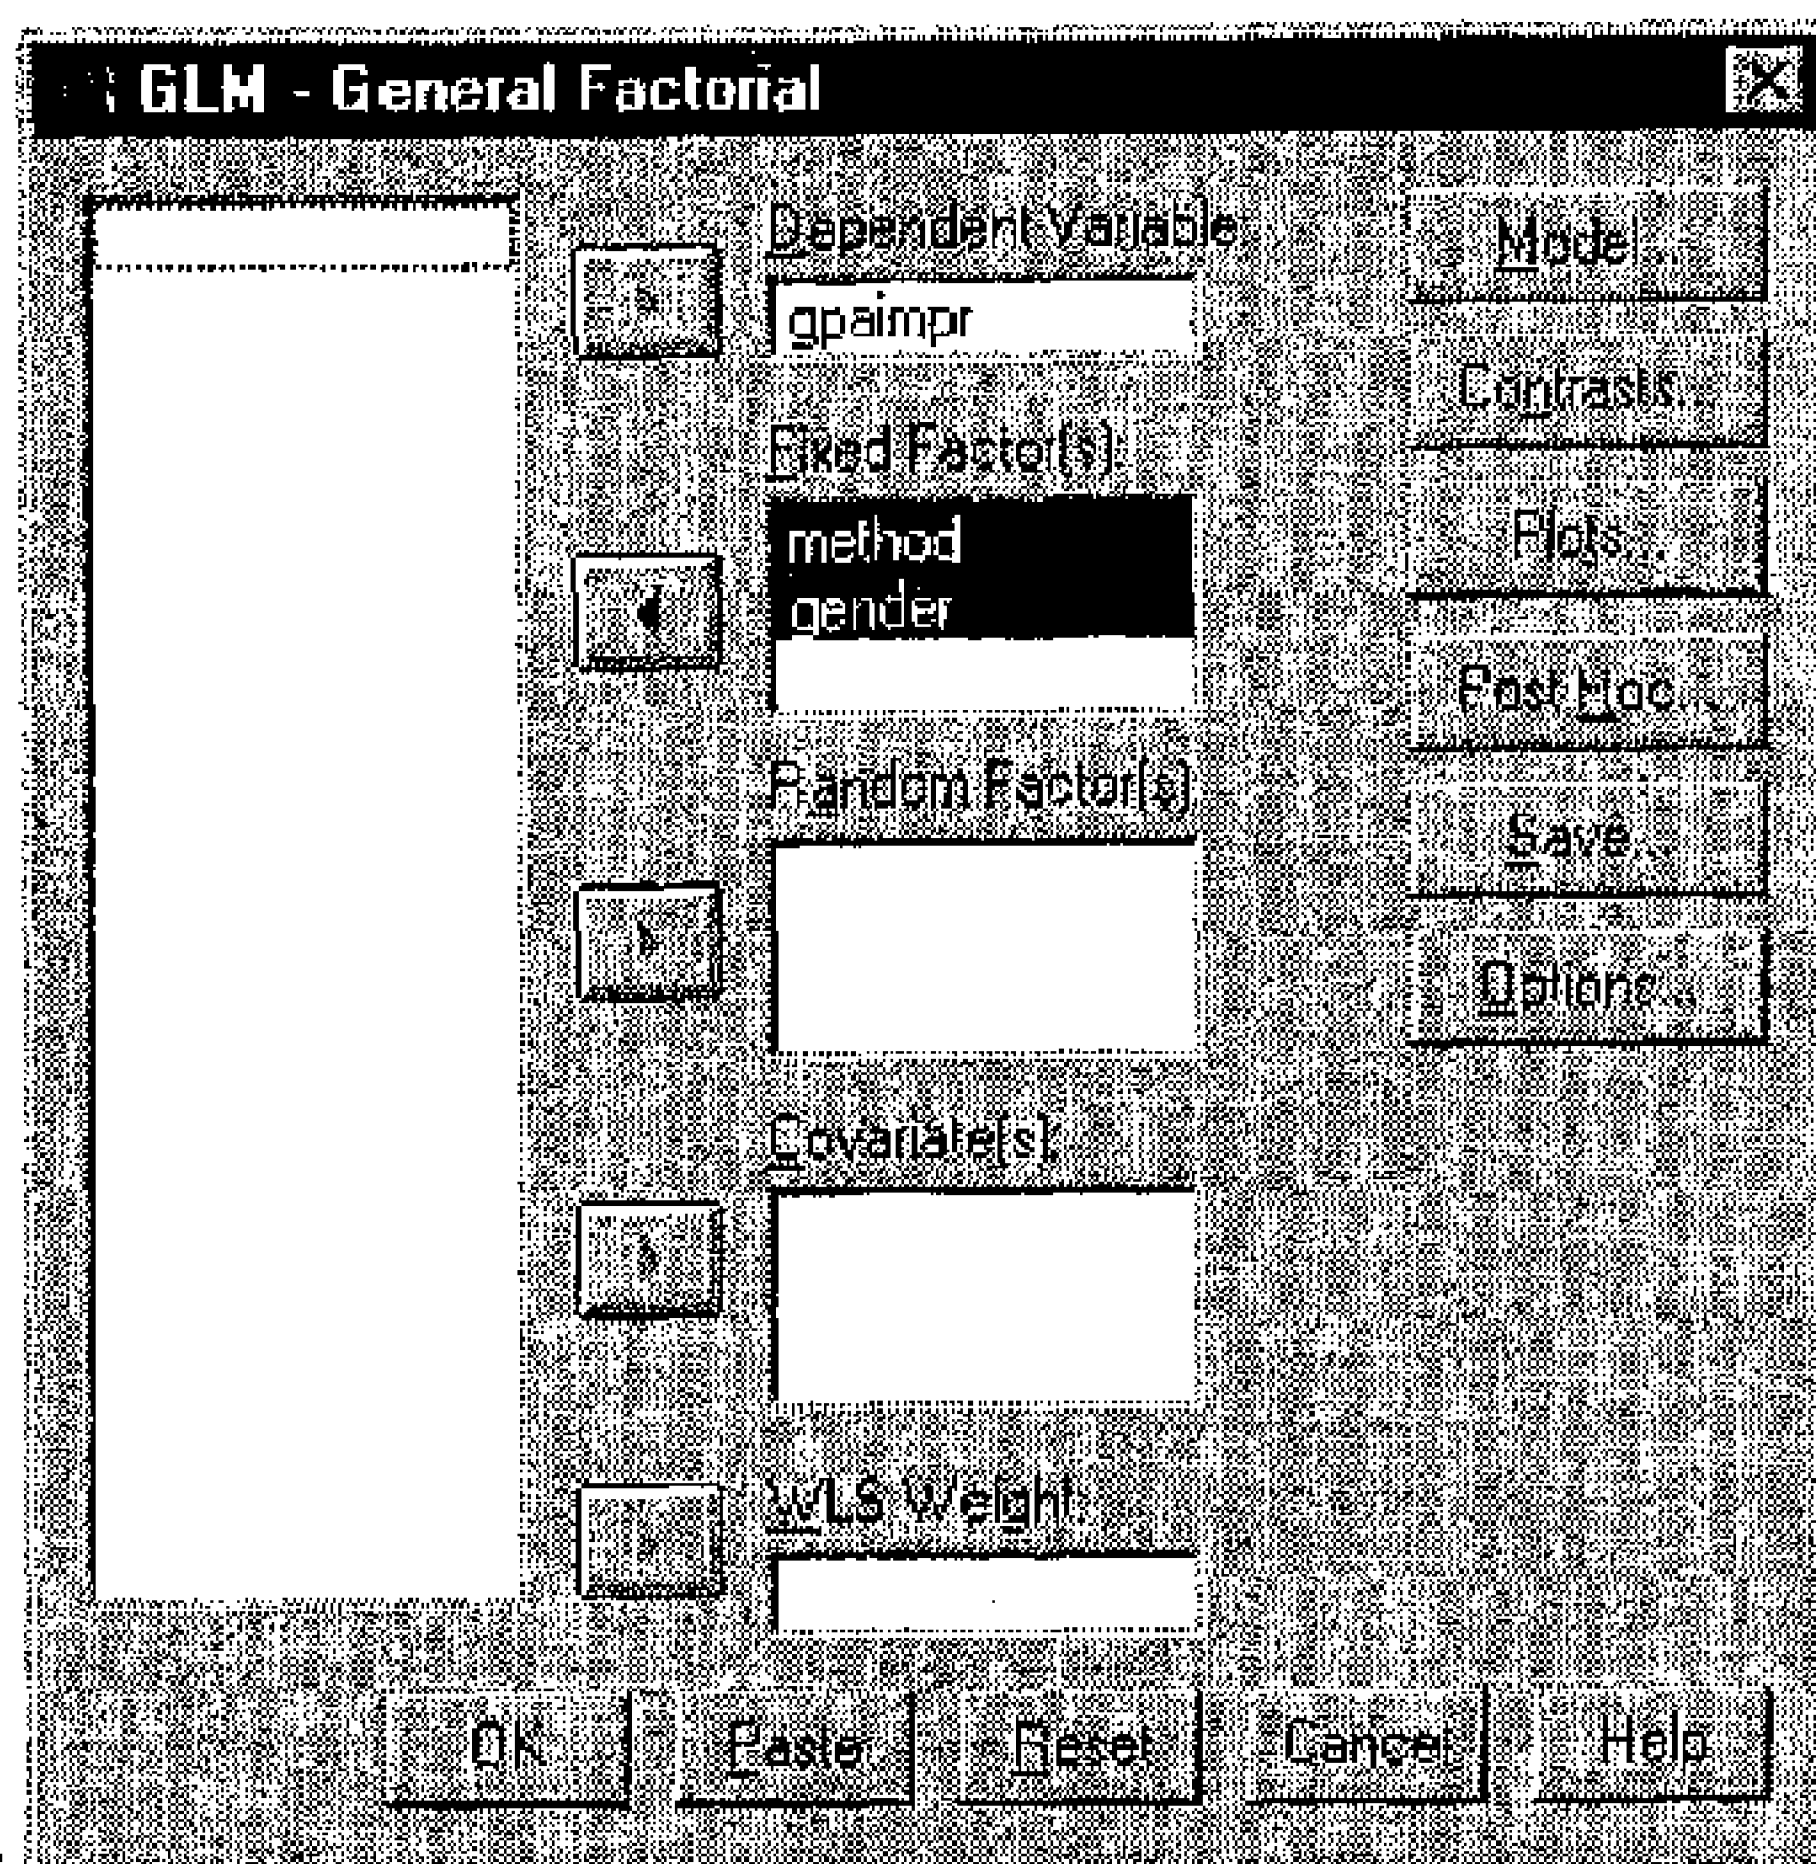 GLM - General Factorial
Dependent Variable:
gpaimpr
Fixed Factor(s):
method
gender
Random Factor(s)
Covariate(s):
WLS Weight:
Model...
Contrasts...
Plots...
Post Hoc...
Save...
Options...
OK
Paste
Reset
Cancel
Help